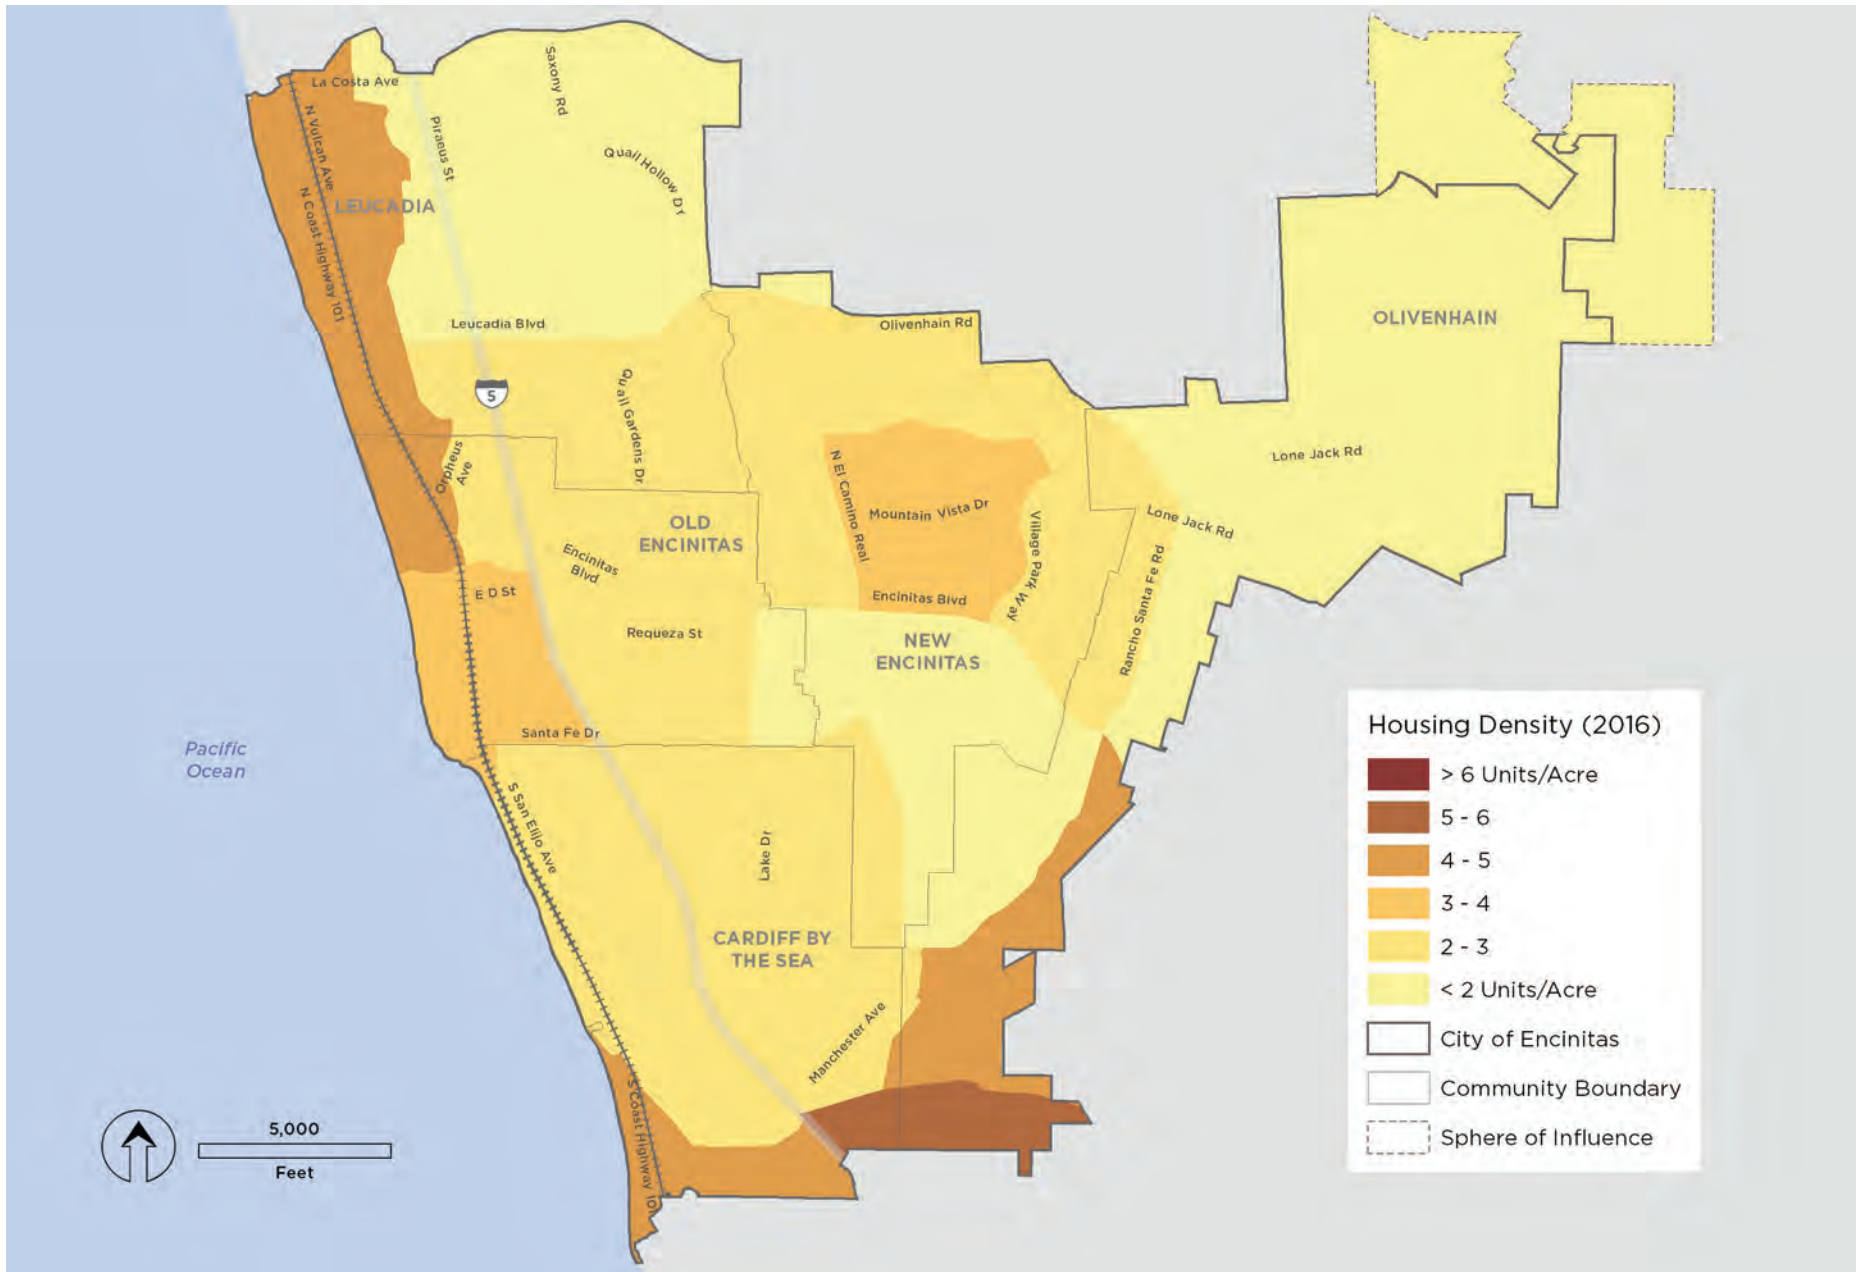 La Costa Ave
Saxony Rd
N Vulcan Ave
Piraeus St
Quail Hollow Dr
N Coast Highway 101
LEUCADIA
Leucadia Blvd
Olivenhain Rd
OLIVENHAIN
5
Quail Gardens Dr
Orpheus
Ave
N El Camino Real
Mountain Vista Dr
Lone Jack Rd
Village Park Way
Lone Jack Rd
OLD
ENCINITAS
Encinitas
Blvd
E D St
Encinitas Blvd
Rancho Santa Fe Rd
Requeza St
NEW
ENCINITAS
Santa Fe Dr
Pacific
Ocean
S San Elijo Ave
Lake Dr
CARDIFF BY
THE SEA
Manchester Ave
S Coast Highway 101
5,000
Feet
Housing Density (2016)
> 6 Units/Acre
5 - 6
4 - 5
3 - 4
2 - 3
< 2 Units/Acre
City of Encinitas
Community Boundary
Sphere of Influence